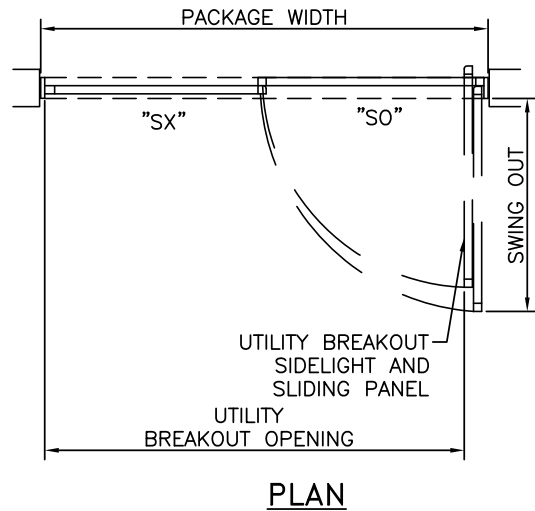 PACKAGE WIDTH
"SX"
"SO"
SWING OUT
UTILITY BREAKOUT
SIDELIGHT AND
SLIDING PANEL
UTILITY
BREAKOUT OPENING
PLAN